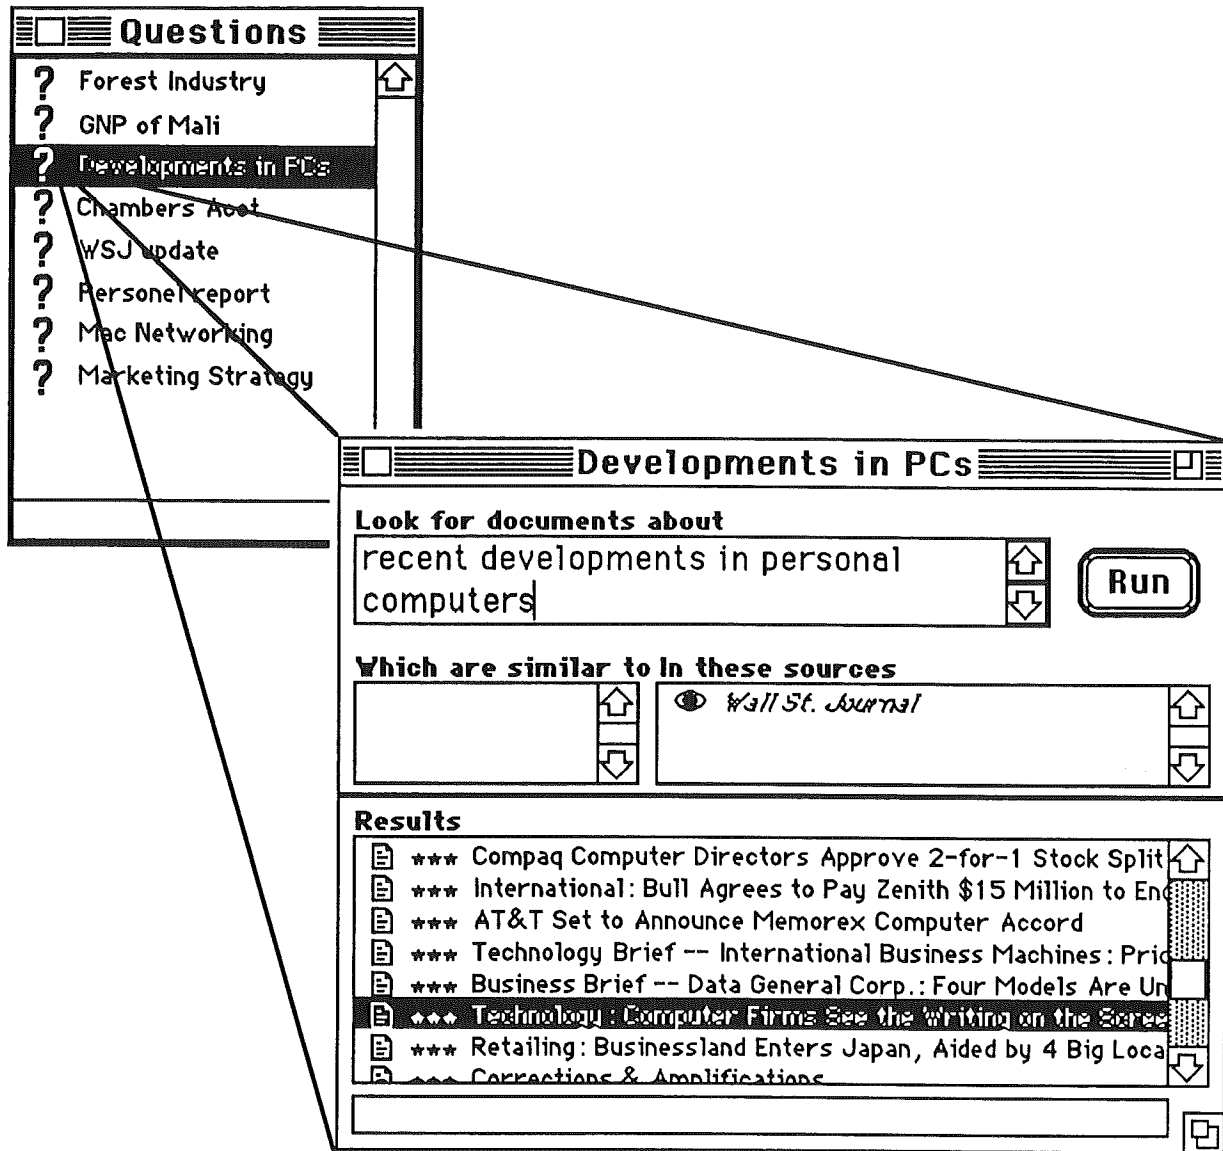 Questions
? Forest Industry
? GNP of Mali
? Developments in PCs
? Chambers Acct
? WSJ update
? Personel report
? Mac Networking
? Marketing Strategy
Developments in PCs
Look for documents about
recent developments in personal
computers
Run
Which are similar to In these sources
Wall St. Journal
Results
*** Compaq Computer Directors Approve 2-for-1 Stock Split
*** International: Bull Agrees to Pay Zenith $15 Million to Enc
*** AT&T Set to Announce Memorex Computer Accord
*** Technology Brief -- International Business Machines: Pric
*** Business Brief -- Data General Corp.: Four Models Are Un
*** Technology: Computer Firms See the Writing on the Scree
*** Retailing: Businessland Enters Japan, Aided by 4 Big Loca
*** Corrections & Amplifications